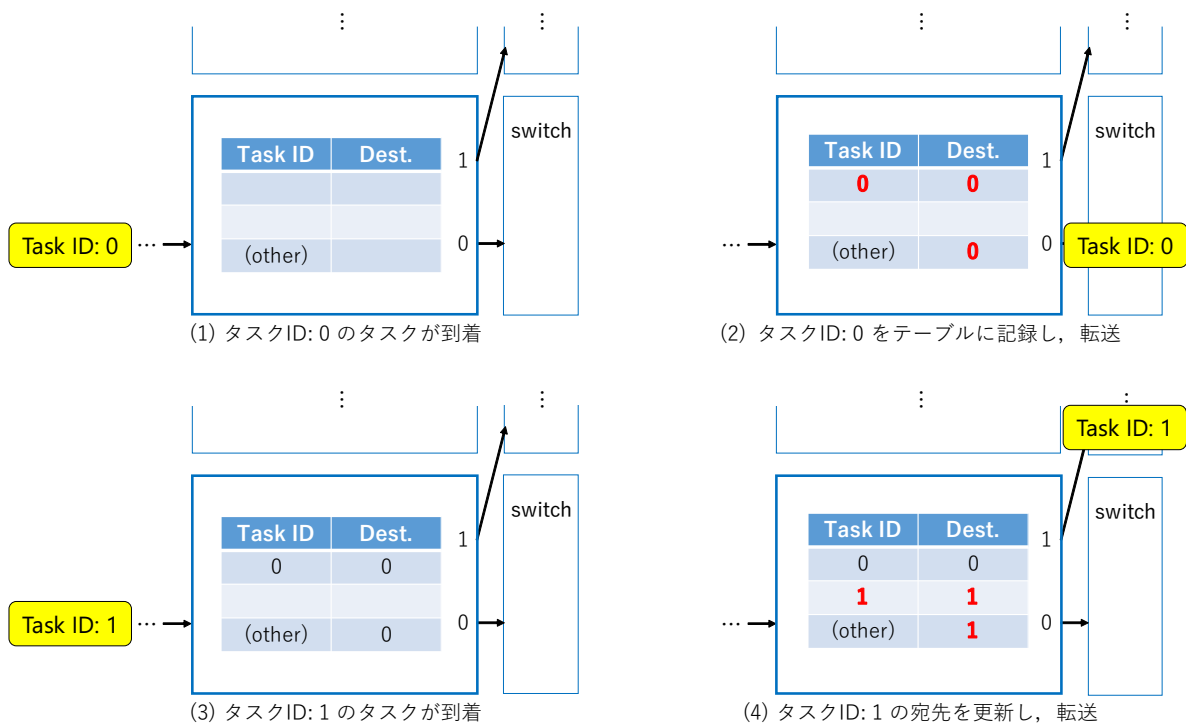 ⋮ ⋮
switch
Task ID Dest.
1
Task ID: 0 ⋯
(other)
0
(1) タスクID: 0 のタスクが到着
⋮ ⋮
switch
Task ID Dest.
1
0 0
⋯
(other) 0
0
Task ID: 0
(2) タスクID: 0 をテーブルに記録し，転送
⋮ ⋮
switch
Task ID Dest.
1
0 0
Task ID: 1 ⋯
(other) 0
0
(3) タスクID: 1 のタスクが到着
⋮ ⋮
Task ID: 1
switch
Task ID Dest.
1
0 0
1 1
⋯
(other) 1
0
(4) タスクID: 1 の宛先を更新し，転送